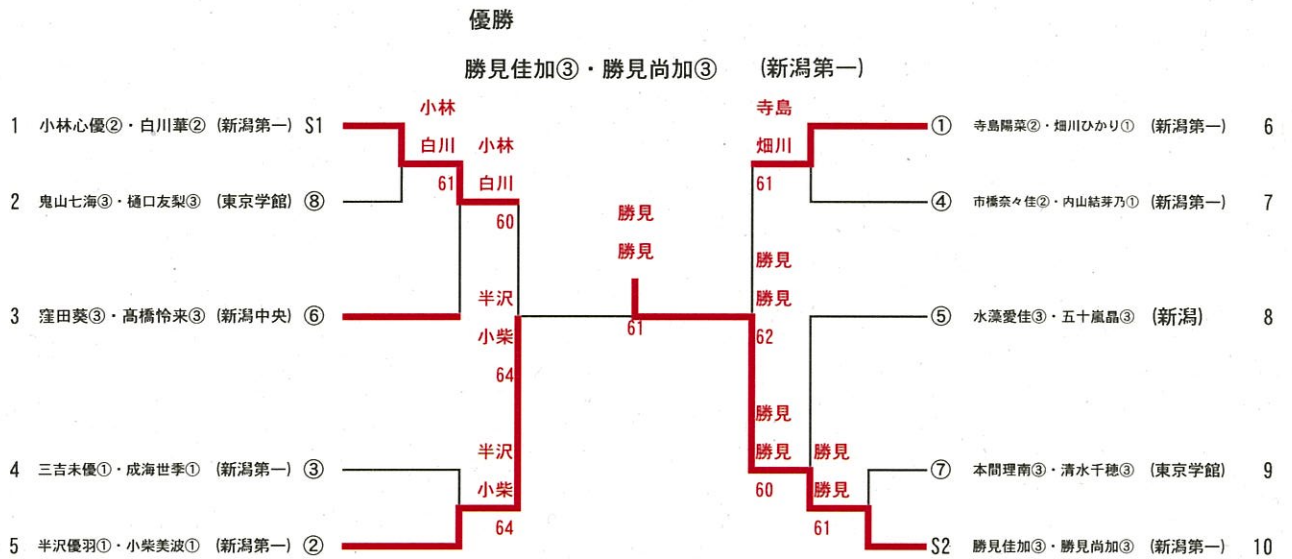 優勝
勝見佳加③・勝見尚加③ (新潟第一)
1 小林心優②・白川華② (新潟第一) S1
2 鬼山七海③・樋口友梨③ (東京学館) ⑧
3 窪田葵③・髙橋怜来③ (新潟中央) ⑥
4 三吉未優①・成海世季① (新潟第一) ③
5 半沢優羽①・小柴美波① (新潟第一) ②
小林
白川
61
小林
白川
60
半沢
小柴
64
半沢
小柴
64
勝見
勝見
61
寺島
畑川
61
勝見
勝見
62
勝見
勝見
60
勝見
勝見
61
① 寺島陽菜②・畑川ひかり① (新潟第一) 6
④ 市橋奈々佳②・内山結芽乃① (新潟第一) 7
⑤ 水藻愛佳③・五十嵐晶③ (新潟) 8
⑦ 本間理南③・清水千穂③ (東京学館) 9
S2 勝見佳加③・勝見尚加③ (新潟第一) 10